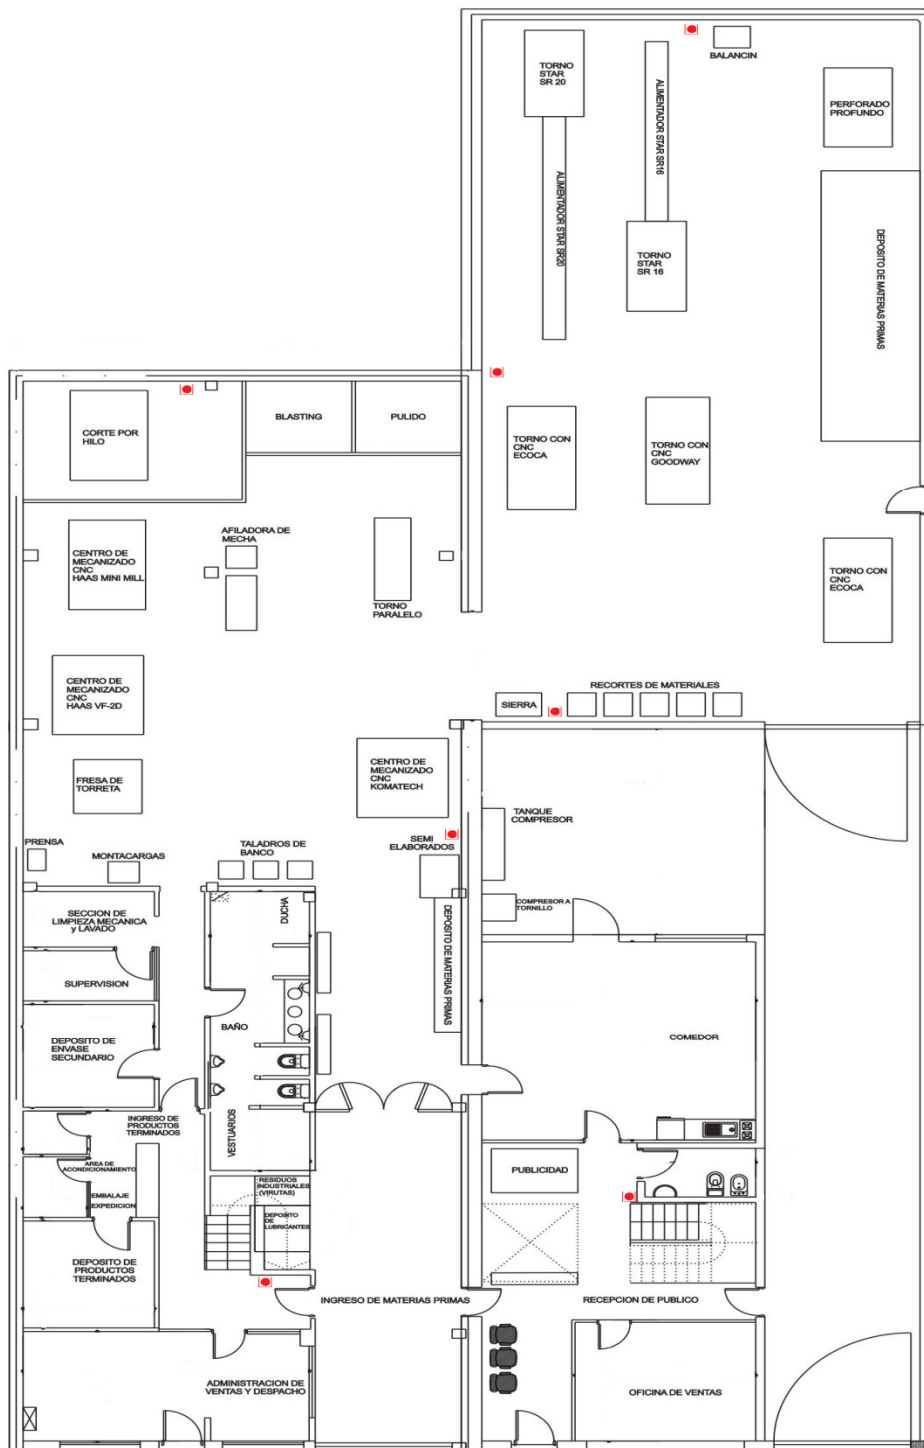 TORNO
STAR
SR 20
ALIMENTADOR STAR SR20
ALIMENTADOR STAR SR16
TORNO
STAR
SR 16
BALANCIN
PERFORADO
PROFUNDO
DEPOSITO DE MATERIAS PRIMAS
CORTE POR
HILO
BLASTING
PULIDO
TORNO CON
CNC
ECOCA
TORNO CON
CNC
GOODWAY
TORNO CON
CNC
ECOCA
CENTRO DE
MECANIZADO
CNC
HAAS MINI MILL
AFILADORA DE
MECHA
TORNO
PARALELO
CENTRO DE
MECANIZADO
CNC
HAAS VF-2D
SIERRA
RECORTES DE MATERIALES
FRESA DE
TORRETA
CENTRO DE
MECANIZADO
CNC
KOMATECH
TANQUE
COMPRESOR
PRENSA
MONTACARGAS
TALADROS DE
BANCO
SEMI
ELABORADOS
COMPRESOR A
TORNILLO
SECCION DE
LIMPIEZA MECANICA
y LAVADO
DUCHA
DEPOSITO DE MATERIAS PRIMAS
SUPERVISION
BAÑO
COMEDOR
DEPOSITO DE
ENVASE
SECUNDARIO
INGRESO DE
PRODUCTOS
TERMINADOS
VESTUARIOS
AREA DE
ACONDICIONAMIENTO
EMBALAJE
EXPEDICION
RESIDUOS
INDUSTRIALES
(VIRUTAS)
DEPOSITO
DE
LUBRICANTES
PUBLICIDAD
DEPOSITO DE
PRODUCTOS
TERMINADOS
INGRESO DE MATERIAS PRIMAS
RECEPCION DE PUBLICO
ADMINISTRACION DE
VENTAS Y DESPACHO
OFICINA DE VENTAS